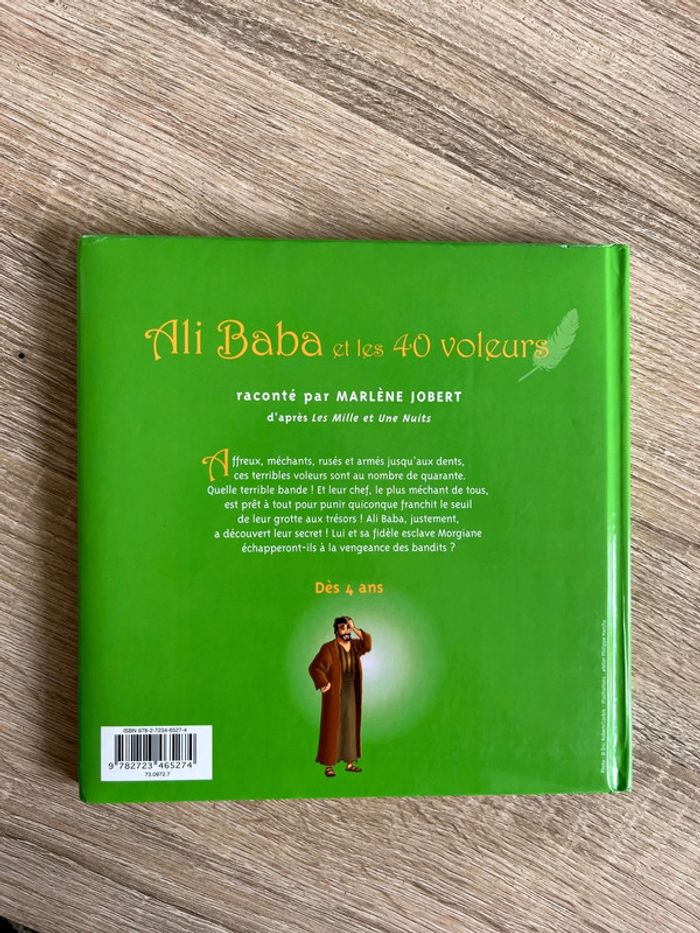 Ali Baba et les 40 voleurs
raconté par MARLÈNE JOBERT
d'après Les Mille et Une Nuits
Affreux, méchants, rusés et armés jusqu'aux dents,
ces terribles voleurs sont au nombre de quarante.
Quelle terrible bande ! Et leur chef, le plus méchant de tous,
est prêt à tout pour punir quiconque franchit le seuil
de leur grotte aux trésors ! Ali Baba, justement,
a découvert leur secret ! Lui et sa fidèle esclave Morgiane
échapperont-ils à la vengeance des bandits ?
Dès 4 ans
ISBN 978-2-7234-6527-4
9 782723 465274
73.0972.7